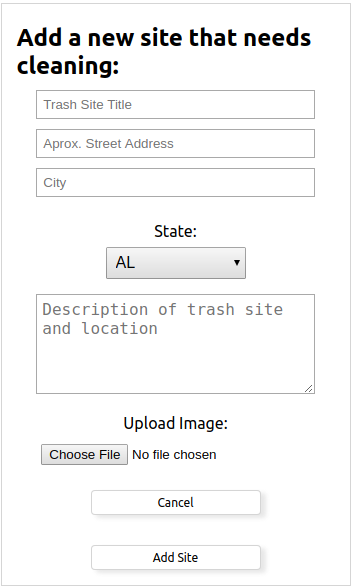 Add a new site that needs
cleaning:
Trash Site Title
Aprox. Street Address
City
State:
AL
Description of trash site
and location
Upload Image:
Choose File No file chosen
Cancel
Add Site